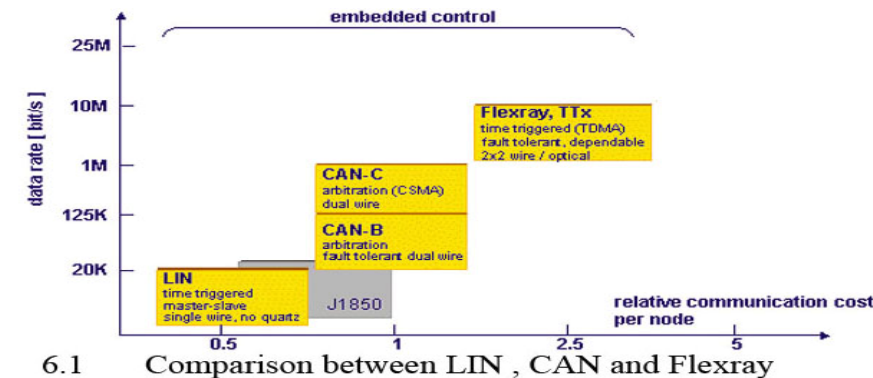 embedded control
25M
10M
1M
125K
20K
data rate [ bit/s ]
Flexray, TTx
time triggered (TDMA)
fault tolerant, dependable
2x2 wire / optical
CAN-C
arbitration (CSMA)
dual wire
CAN-B
arbitration
fault tolerant dual wire
LIN
time triggered
master-slave
single wire, no quartz
J1850
relative communication cost
per node
0.5
1
2.5
5
6.1 Comparison between LIN , CAN and Flexray